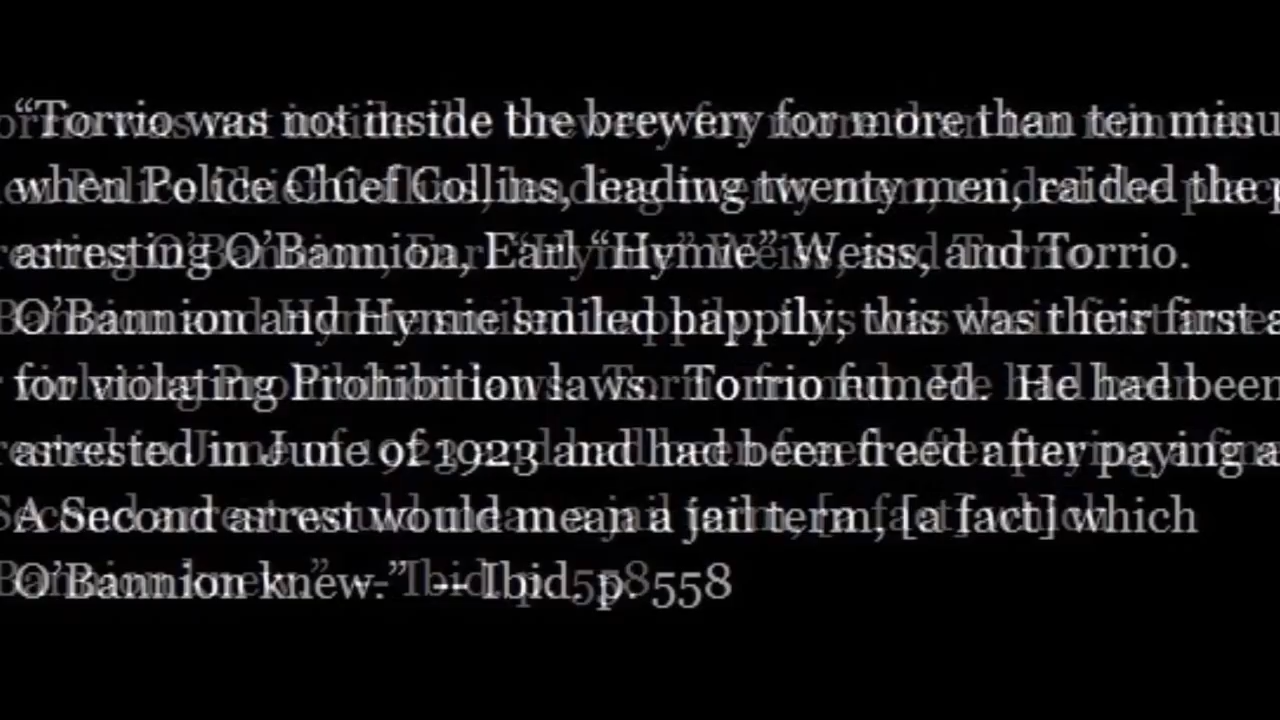 “Torrio was not inside the brewery for more than ten minu
when Police Chief Collins, leading twenty men, raided the p
arresting O’Bannion, Earl “Hymie” Weiss, and Torrio.
O’Bannion and Hymie smiled happily; this was their first a
for violating Prohibition laws. Torrio fumed. He had been
arrested in June of 1923 and had been freed after paying a
A Second arrest would mean a jail term, [a fact] which
O’Bannion knew.” -- Ibid. p. 558